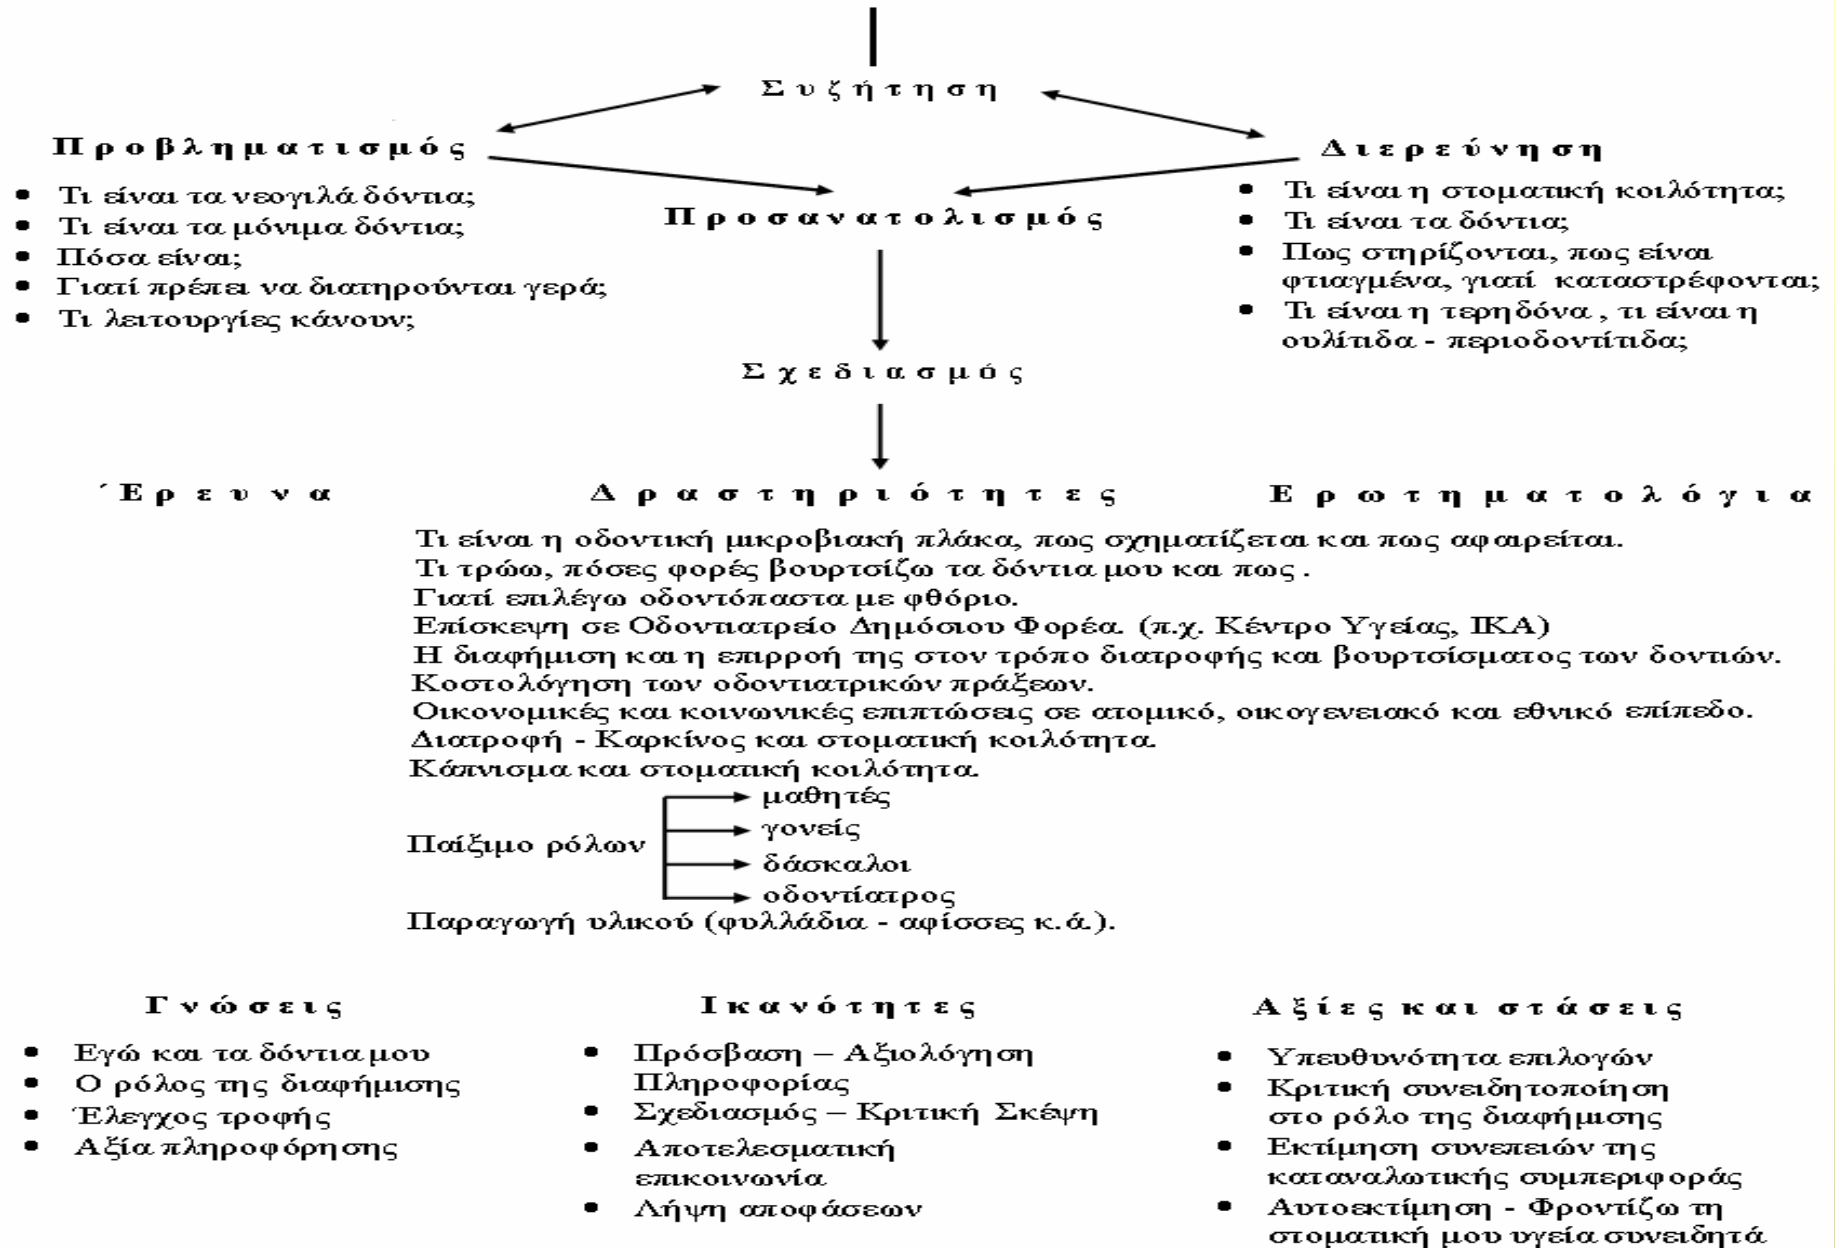 Συζήτηση
Προβληματισμός
• Τι είναι τα νεογιλά δόντια;
• Τι είναι τα μόνιμα δόντια;
• Πόσα είναι;
• Γιατί πρέπει να διατηρούνται γερά;
• Τι λειτουργίες κάνουν;
Προσανατολισμός
Διερεύνηση
• Τι είναι η στοματική κοιλότητα;
• Τι είναι τα δόντια;
• Πως στηρίζονται, πως είναι
φτιαγμένα, γιατί καταστρέφονται;
• Τι είναι η τερηδόνα , τι είναι η
ουλίτιδα - περιοδοντίτιδα;
Σχεδιασμός
Έρευνα
Δραστηριότητες
Ερωτηματολόγια
Τι είναι η οδοντική μικροβιακή πλάκα, πως σχηματίζεται και πως αφαιρείται.
Τι τρώω, πόσες φορές βουρτσίζω τα δόντια μου και πως .
Γιατί επιλέγω οδοντόπαστα με φθόριο.
Επίσκεψη σε Οδοντιατρείο Δημόσιου Φορέα. (π.χ. Κέντρο Υγείας, ΙΚΑ)
Η διαφήμιση και η επιρροή της στον τρόπο διατροφής και βουρτσίσματος των δοντιών.
Κοστολόγηση των οδοντιατρικών πράξεων.
Οικονομικές και κοινωνικές επιπτώσεις σε ατομικό, οικογενειακό και εθνικό επίπεδο.
Διατροφή - Καρκίνος και στοματική κοιλότητα.
Κάπνισμα και στοματική κοιλότητα.
Παίξιμο ρόλων
μαθητές
γονείς
δάσκαλοι
οδοντίατρος
Παραγωγή υλικού (φυλλάδια - αφίσσες κ.ά.).
Γνώσεις
• Εγώ και τα δόντια μου
• Ο ρόλος της διαφήμισης
• Έλεγχος τροφής
• Αξία πληροφόρησης
Ικανότητες
• Πρόσβαση – Αξιολόγηση
Πληροφορίας
• Σχεδιασμός – Κριτική Σκέψη
• Αποτελεσματική
επικοινωνία
• Λήψη αποφάσεων
Αξίες και στάσεις
• Υπευθυνότητα επιλογών
• Κριτική συνειδητοποίηση
στο ρόλο της διαφήμισης
• Εκτίμηση συνεπειών της
καταναλωτικής συμπεριφοράς
• Αυτοεκτίμηση - Φροντίζω τη
στοματική μου υγεία συνειδητά